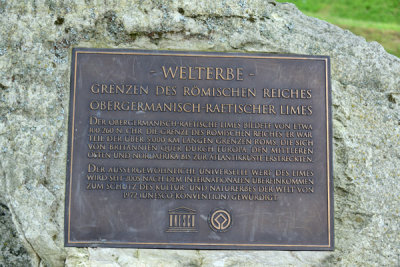 - WELTERBE -
GRENZEN DES RÖMISCHEN REICHES
OBERGERMANISCH-RAETISCHER LIMES
DER OBERGERMANISCH-RAETISCHE LIMES BILDETE VON ETWA
100-260 N. CHR. DIE GRENZE DES RÖMISCHEN REICHES. ER WAR
TEIL DER ÜBER 5.000 KM LANGEN GRENZE ROMS, DIE SICH
VON BRITANNIEN QUER DURCH EUROPA, DEN MITTLEREN
OSTEN UND NORDAFRIKA BIS ZUR ATLANTIKKÜSTE ERSTRECKTEN.
DER AUSSERGEWÖHNLICHE UNIVERSELLE WERT DES LIMES
WIRD SEIT 2005 NACH DEM INTERNATIONALEN ÜBEREINKOMMEN
ZUM SCHUTZ DES KULTUR- UND NATURERBES DER WELT VON
1972 (UNESCO-KONVENTION) GEWÜRDIGT.
UNESCO